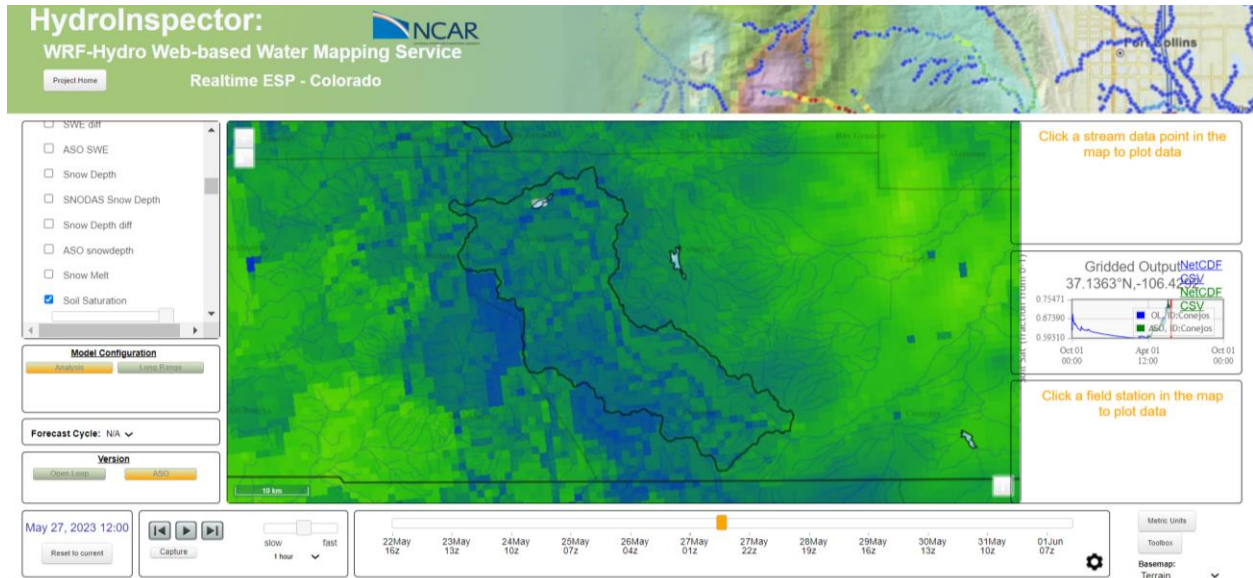 HydroInspector:
NCAR
WRF-Hydro Web-based Water Mapping Service
Project Home
Realtime ESP - Colorado
Fort Collins
SWE diff
ASO SWE
Snow Depth
SNODAS Snow Depth
Snow Depth diff
ASO snowdepth
Snow Melt
Soil Saturation
Model Configuration
Analysis
Long Range
Forecast Cycle: N/A
Version
Open Loop
ASO
10 km
Conejos
Click a stream data point in the
map to plot data
Gridded Output
NetCDF
CSV
NetCDF
CSV
37.1363°N,-106.4292
0.75471
0.67390
0.59310
OL, ID:Conejos
ASO, ID:Conejos
Oct 01
00:00
Apr 01
12:00
Oct 01
00:00
Click a field station in the map
to plot data
May 27, 2023 12:00
Reset to current
Capture
slow
fast
1 hour
22May
16z
23May
13z
24May
10z
25May
07z
26May
04z
27May
01z
27May
22z
28May
19z
29May
16z
30May
13z
31May
10z
01Jun
07z
Metric Units
Toolbox
Basemap:
Terrain